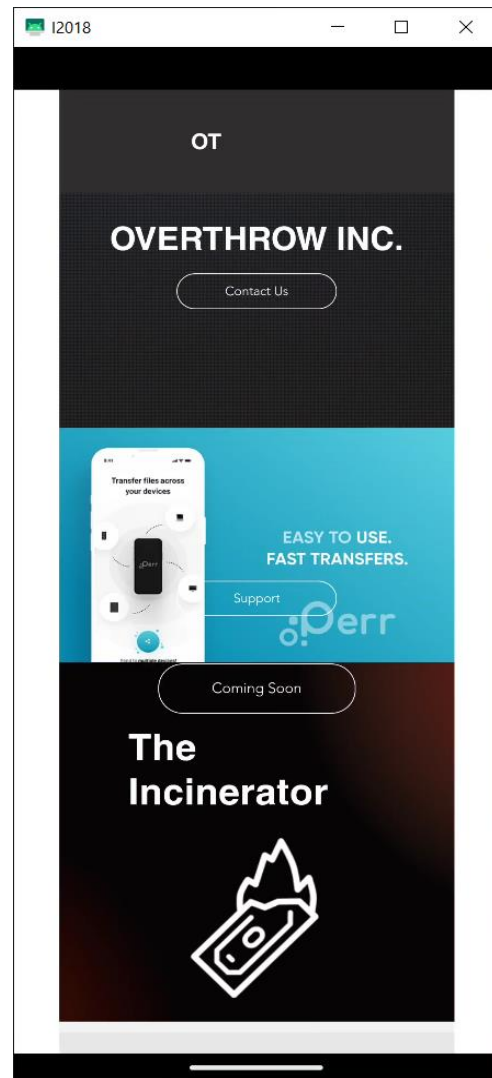 I2018
OT
OVERTHROW INC.
Contact Us
Transfer files across
your devices
Perr
EASY TO USE.
FAST TRANSFERS.
Support
Perr
Coming Soon
The
Incinerator